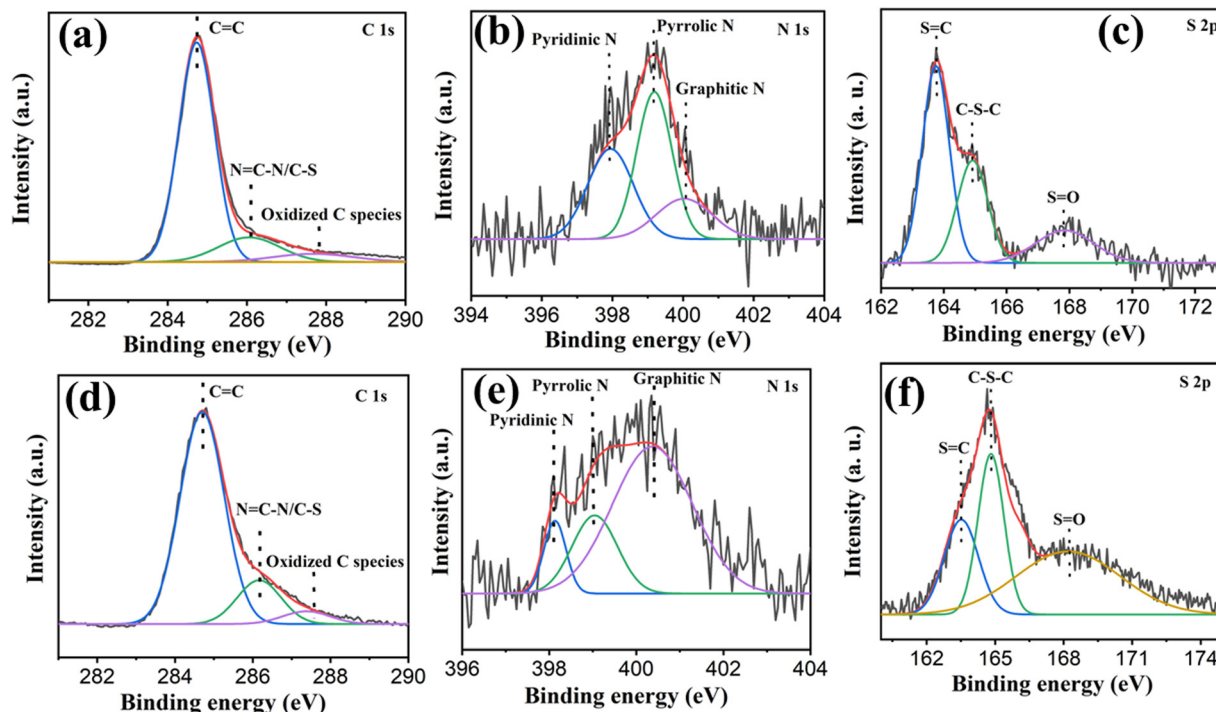 (a)
C=C
C 1s
N=C-N/C-S
Oxidized C species
Intensity (a.u.)
282 284 286 288 290
Binding energy (eV)
(b)
Pyridinic N
Pyrrolic N
Graphitic N
N 1s
Intensity (a.u.)
394 396 398 400 402 404
Binding energy (eV)
(c)
S=C
C-S-C
S=O
S 2p
Intensity (a. u.)
162 164 166 168 170 172
Binding energy (eV)
(d)
C=C
C 1s
N=C-N/C-S
Oxidized C species
Intensity (a.u.)
282 284 286 288 290
Binding energy (eV)
(e)
Pyridinic N
Pyrrolic N
Graphitic N
N 1s
Intensity (a.u.)
396 398 400 402 404
Binding energy (eV)
(f)
S=C
C-S-C
S=O
S 2p
Intensity (a. u.)
162 165 168 171 174
Binding energy (eV)